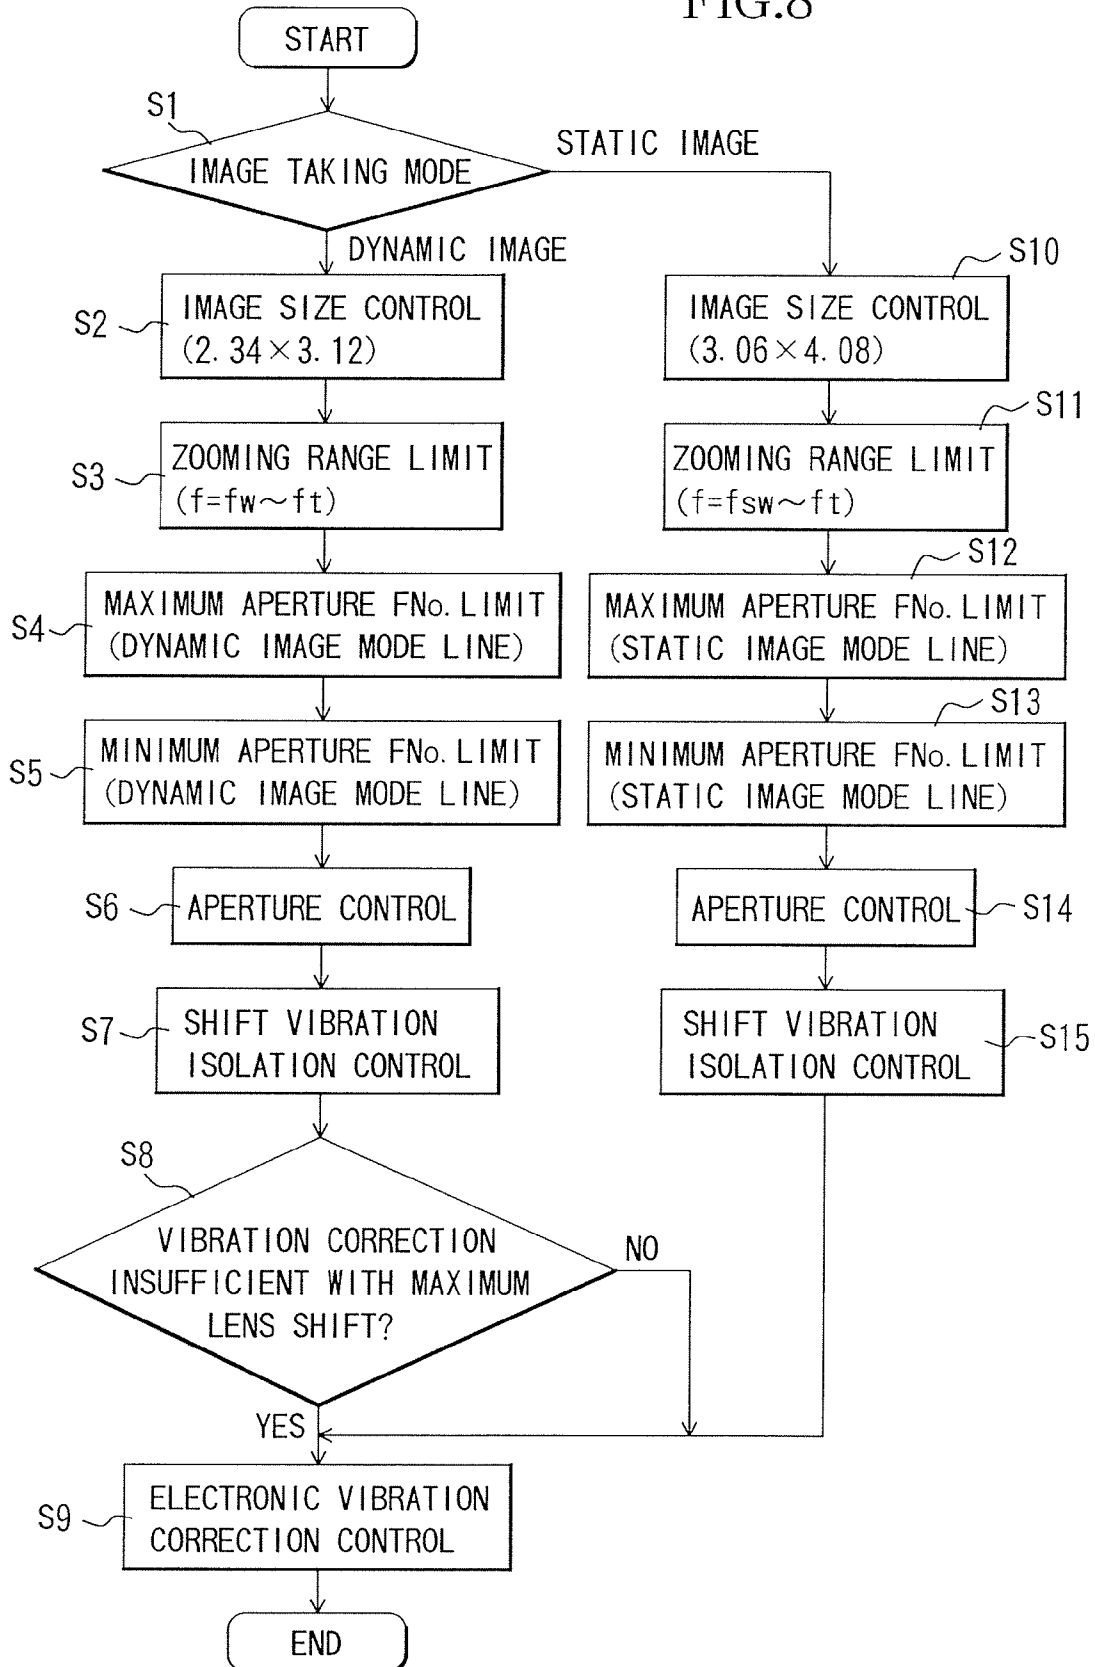 FIG.8
START
S1
IMAGE TAKING MODE
STATIC IMAGE
DYNAMIC IMAGE
S2
IMAGE SIZE CONTROL
(2.34×3.12)
S3
ZOOMING RANGE LIMIT
(f=fw~ft)
S4
MAXIMUM APERTURE FNo. LIMIT
(DYNAMIC IMAGE MODE LINE)
S5
MINIMUM APERTURE FNo. LIMIT
(DYNAMIC IMAGE MODE LINE)
S6
APERTURE CONTROL
S7
SHIFT VIBRATION
ISOLATION CONTROL
S8
VIBRATION CORRECTION
INSUFFICIENT WITH MAXIMUM
LENS SHIFT?
NO
YES
S9
ELECTRONIC VIBRATION
CORRECTION CONTROL
END
S10
IMAGE SIZE CONTROL
(3.06×4.08)
S11
ZOOMING RANGE LIMIT
(f=fsw~ft)
S12
MAXIMUM APERTURE FNo. LIMIT
(STATIC IMAGE MODE LINE)
S13
MINIMUM APERTURE FNo. LIMIT
(STATIC IMAGE MODE LINE)
S14
APERTURE CONTROL
S15
SHIFT VIBRATION
ISOLATION CONTROL